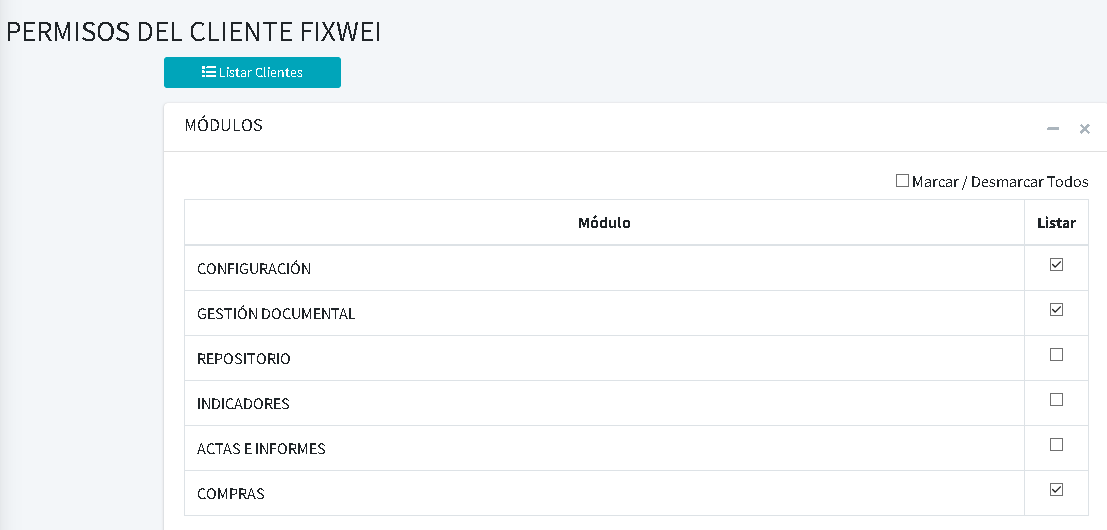 PERMISOS DEL CLIENTE FIXWEI
Listar Clientes
MÓDULOS
Marcar / Desmarcar Todos
Módulo Listar
CONFIGURACIÓN
GESTIÓN DOCUMENTAL
REPOSITORIO
INDICADORES
ACTAS E INFORMES
COMPRAS